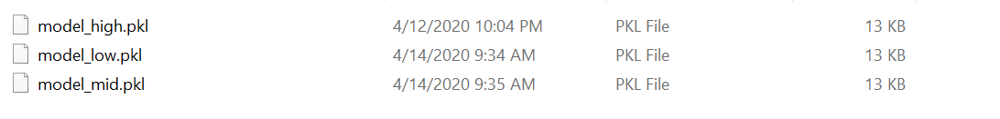 model_high.pkl 4/12/2020 10:04 PM PKL File 13 KB
model_low.pkl 4/14/2020 9:34 AM PKL File 13 KB
model_mid.pkl 4/14/2020 9:35 AM PKL File 13 KB